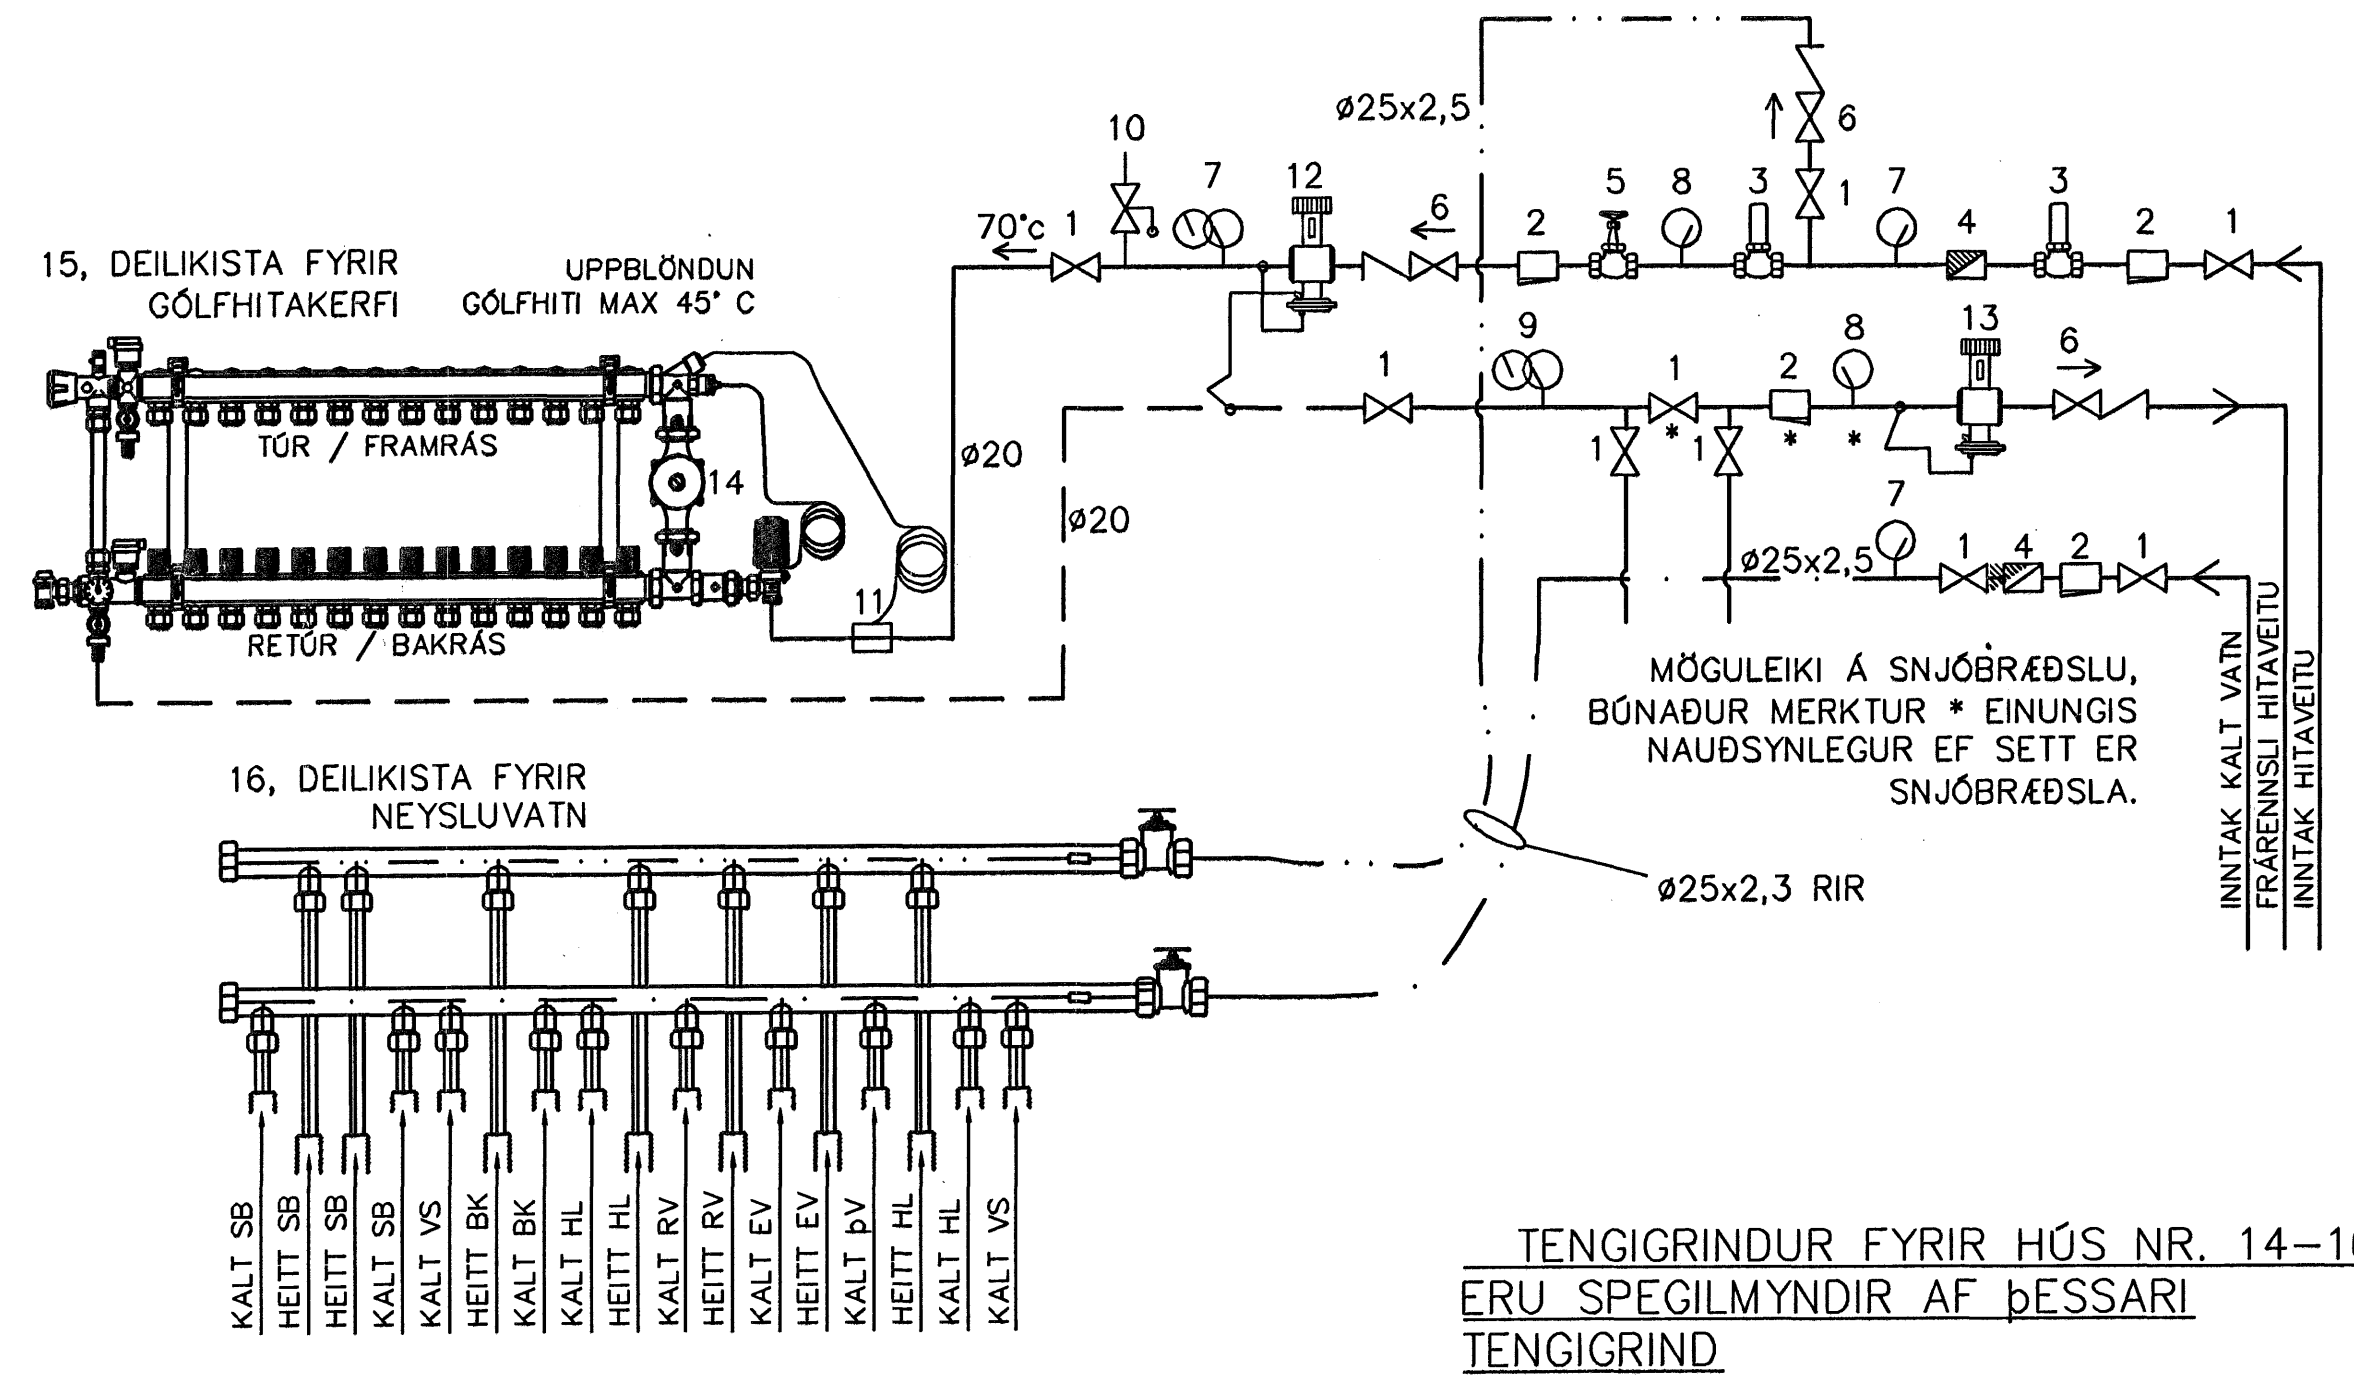 ø25x2,5
6
1
10
7
12
6
2
5
8
3
7
4
3
2
1
70°c
1
15, DEILIKISTA FYRIR
GÓLFHITAKERFI
UPPBLÖNDUN
GÓLFHITI MAX 45° C
9
1
1
2
8
13
6
*
*
*
1
1
TÚR / FRAMRÁS
14
ø20
ø20
7
ø25x2,5
1
4
2
1
11
RETÚR / BAKRÁS
MÖGULEIKI Á SNJÓBRÆÐSLU,
BÚNAÐUR MERKTUR * EINUNGIS
NAUÐSYNLEGUR EF SETT ER
SNJÓBRÆÐSLA.
INNTAK KALT VATN
FRÁRENNSLI HITAVEITU
INNTAK HITAVEITU
16, DEILIKISTA FYRIR
NEYSLUVATN
ø25x2,3 RIR
KALT SB
HEITT SB
HEITT SB
KALT SB
KALT VS
HEITT BK
KALT BK
KALT HL
HEITT HL
KALT RV
HEITT RV
KALT EV
HEITT EV
KALT þV
HEITT HL
KALT HL
KALT VS
TENGIGRINDUR FYRIR HÚS NR. 14-16
ERU SPEGILMYNDIR AF þESSARI
TENGIGRIND